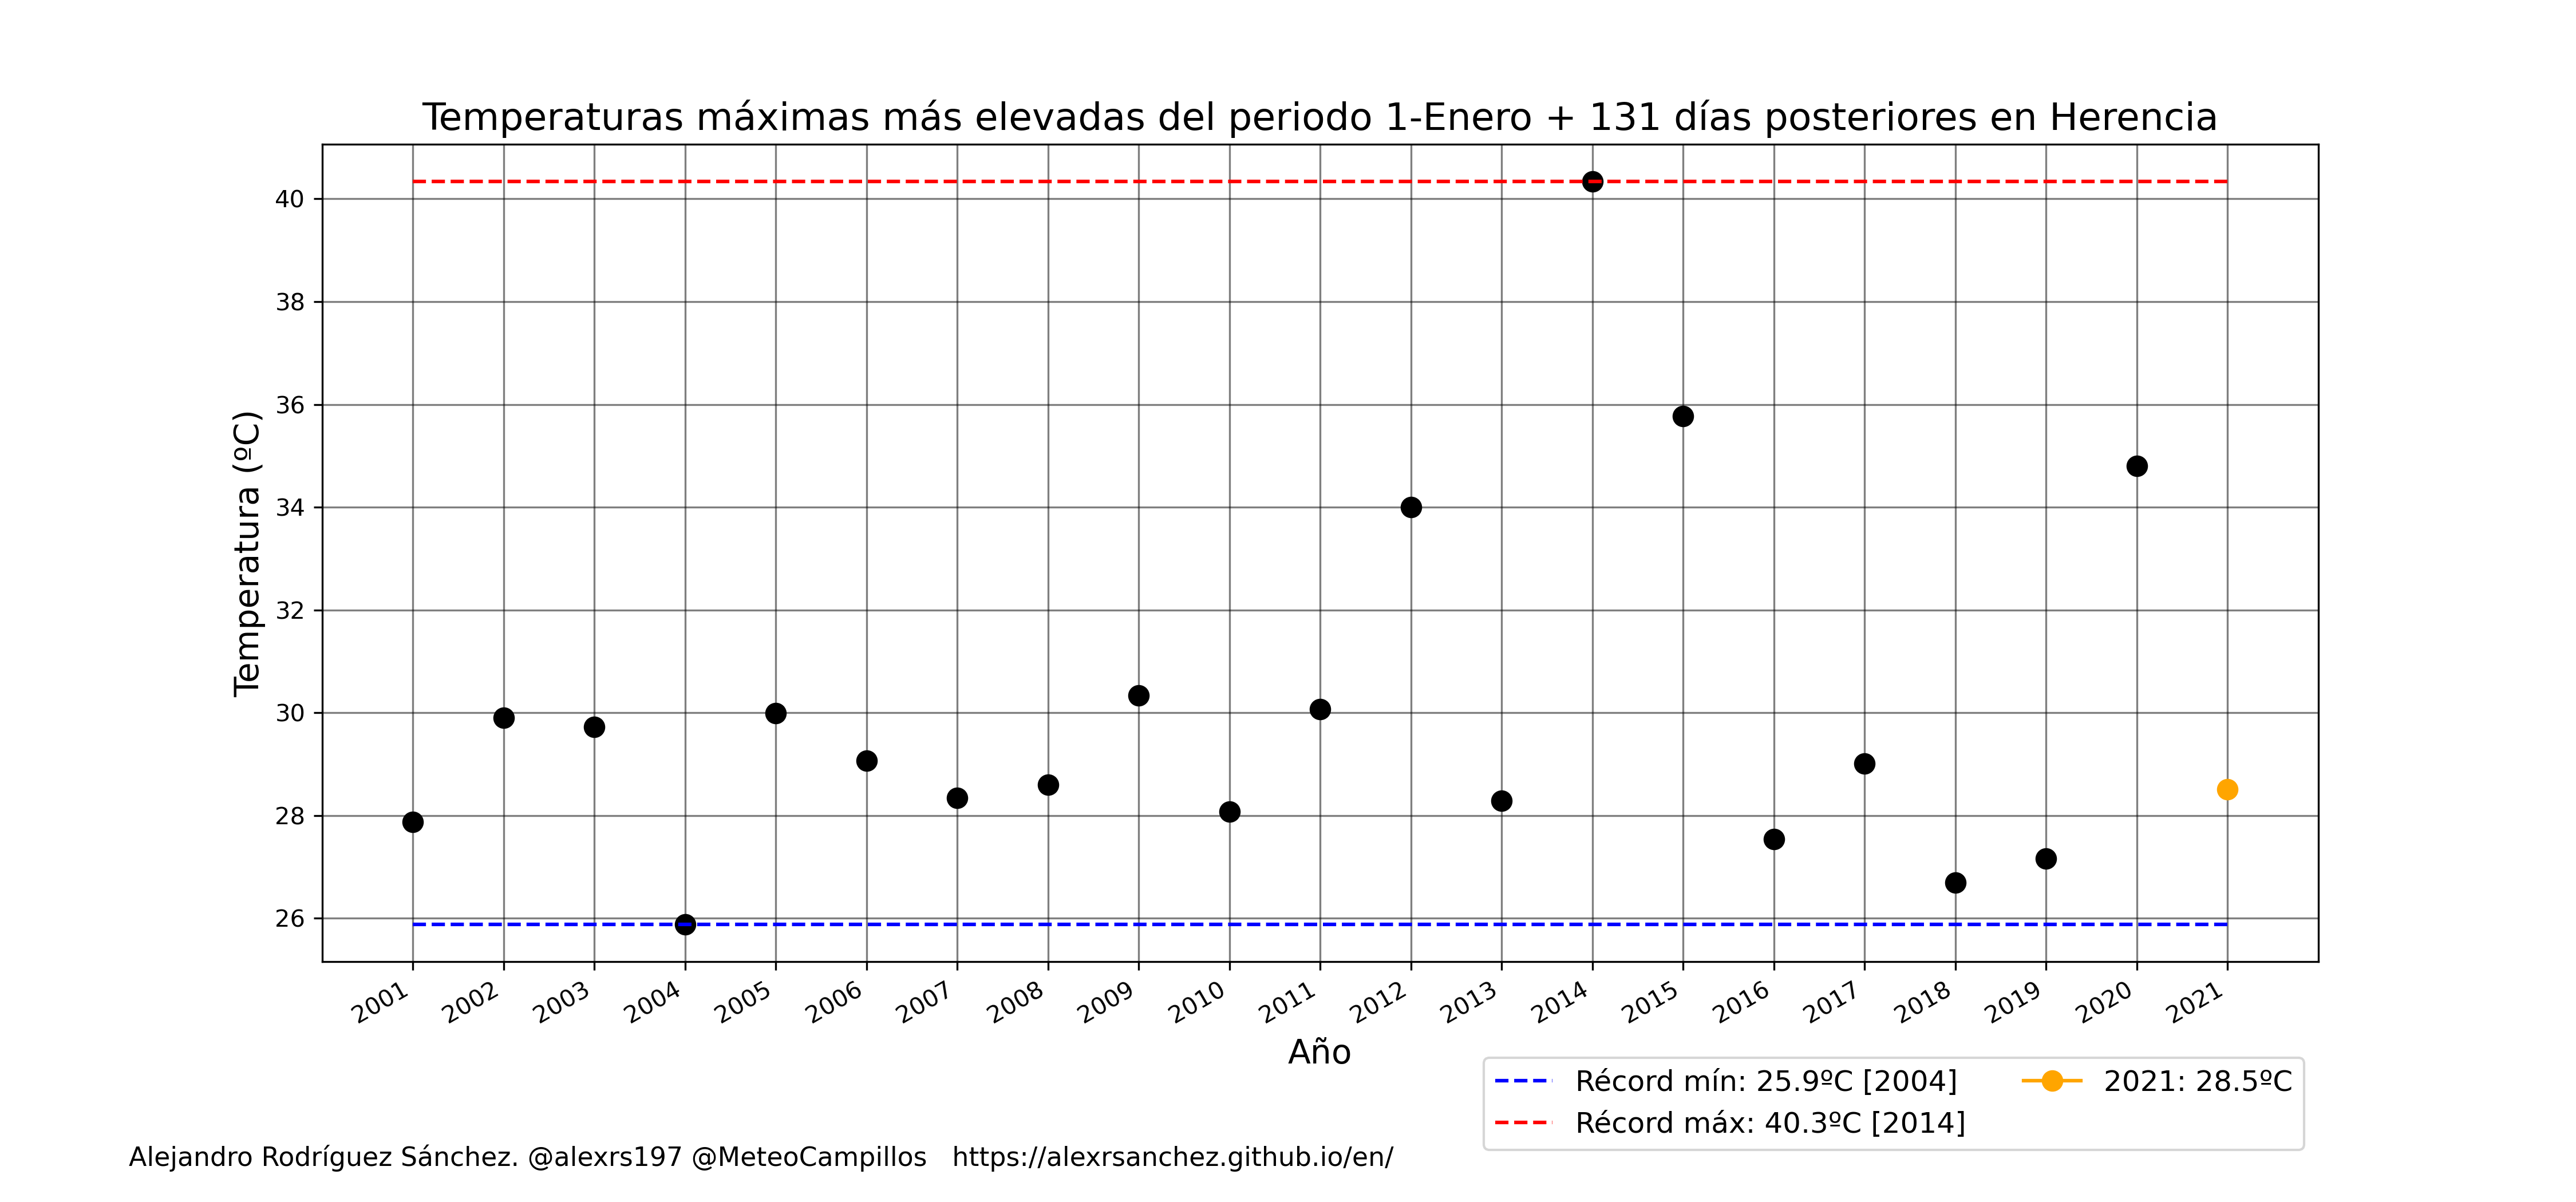 Temperaturas máximas más elevadas del periodo 1-Enero + 131 días posteriores en Herencia
Temperatura (ºC)
40
38
36
34
32
30
28
26
2001 2002 2003 2004 2005 2006 2007 2008 2009 2010 2011 2012 2013 2014 2015 2016 2017 2018 2019 2020 2021
Año
Récord mín: 25.9ºC [2004]
Récord máx: 40.3ºC [2014]
2021: 28.5ºC
Alejandro Rodríguez Sánchez. @alexrs197 @MeteoCampillos https://alexrsanchez.github.io/en/